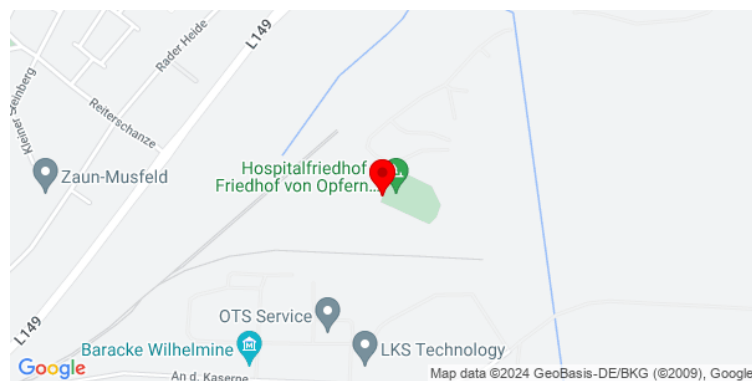 L149
Rader Heide
Kleiner Steinberg
Reiterschanze
Hospitalfriedhof
Friedhof von Opfern...
Zaun-Musfeld
OTS Service
L149
Baracke Wilhelmine
LKS Technology
Google
An d. Kaserne
Map data ©2024 GeoBasis-DE/BKG (©2009), Google